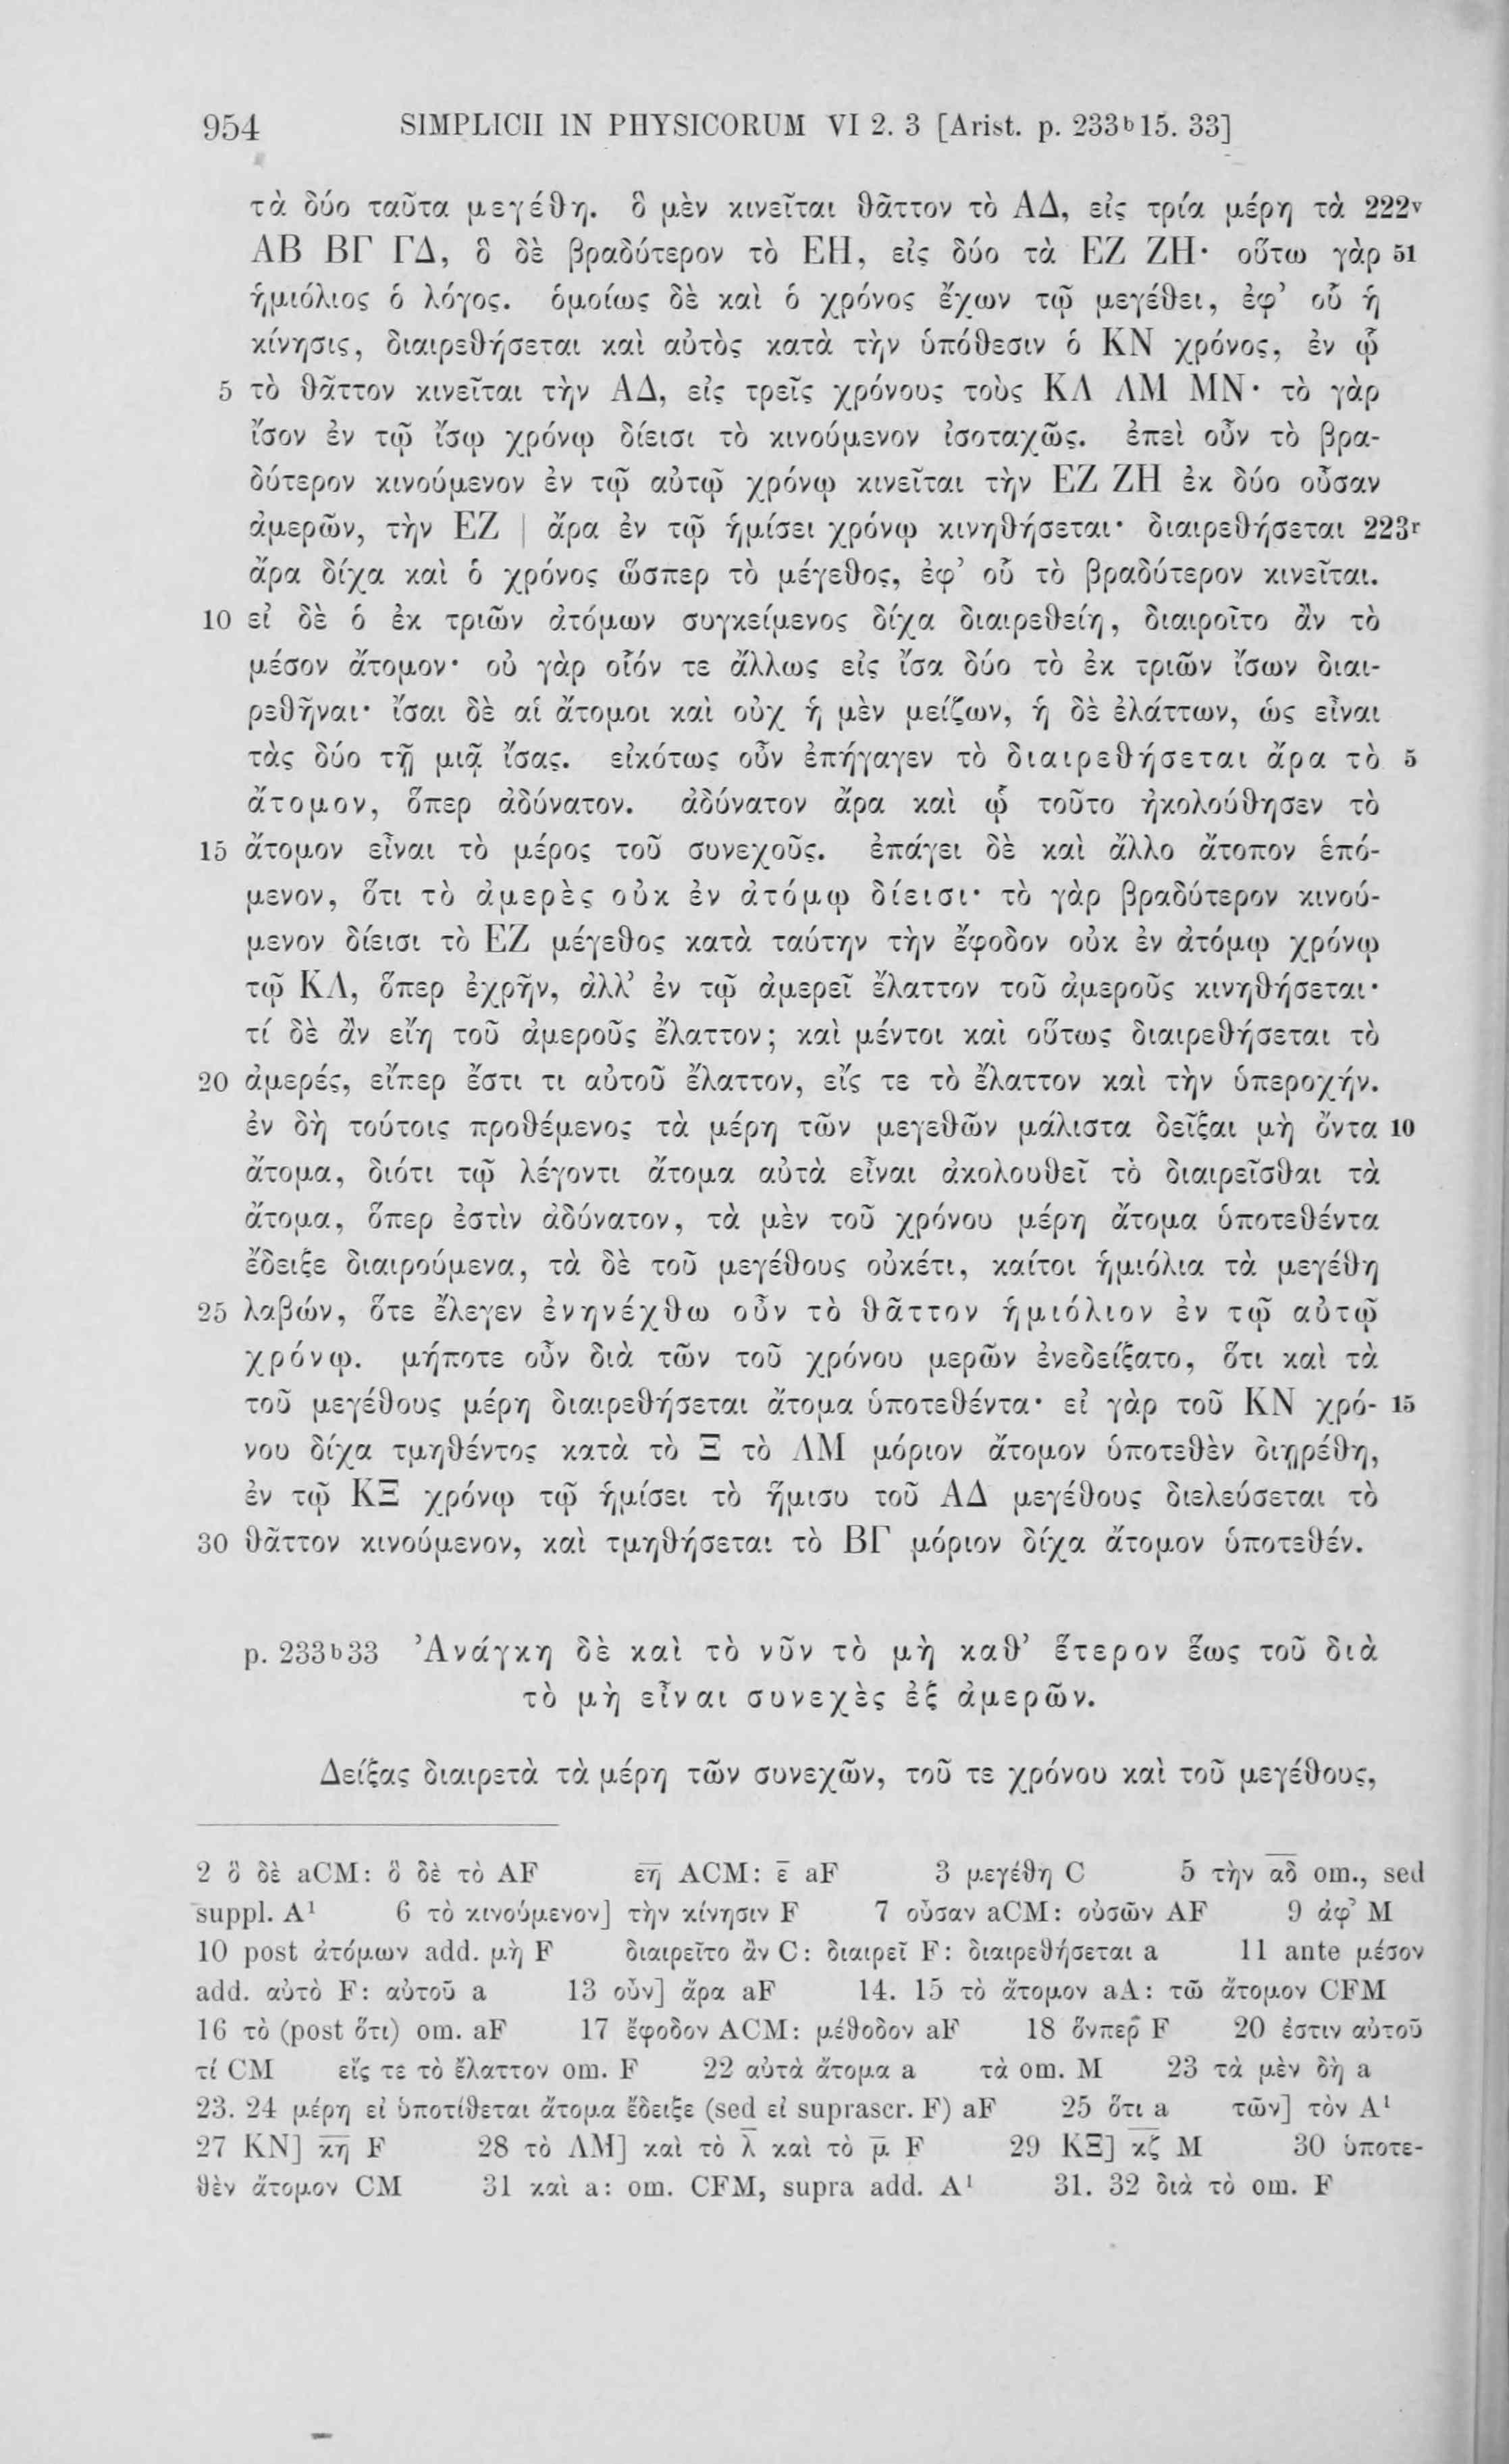 954 SIMPLICII IN PHYSICORUM VI 2. 3 [Arist. p. 233ᵇ15. 33]
τὰ δύο ταῦτα μεγέθη. ὃ μὲν κινεῖται θᾶττον τὸ ΑΔ, εἰς τρία μέρη τὰ 222ᵛ
ΑΒ ΒΓ ΓΔ, ὃ δὲ βραδύτερον τὸ ΕΗ, εἰς δύο τὰ ΕΖ ΖΗ· οὕτω γὰρ 51
ἡμιόλιος ὁ λόγος. ὁμοίως δὲ καὶ ὁ χρόνος ἔχων τῷ μεγέθει, ἐφ’ οὗ ἡ
κίνησις, διαιρεθήσεται καὶ αὐτὸς κατὰ τὴν ὑπόθεσιν ὁ ΚΝ χρόνος, ἐν ᾧ
5 τὸ θᾶττον κινεῖται τὴν ΑΔ, εἰς τρεῖς χρόνους τοὺς ΚΛ ΛΜ ΜΝ· τὸ γὰρ
ἴσον ἐν τῷ ἴσῳ χρόνῳ δίεισι τὸ κινούμενον ἰσοταχῶς. ἐπεὶ οὖν τὸ βρα-
δύτερον κινούμενον ἐν τῷ αὐτῷ χρόνῳ κινεῖται τὴν ΕΖ ΖΗ ἐκ δύο οὖσαν
ἀμερῶν, τὴν ΕΖ | ἄρα ἐν τῷ ἡμίσει χρόνῳ κινηθήσεται· διαιρεθήσεται 223ʳ
ἄρα δίχα καὶ ὁ χρόνος ὥσπερ τὸ μέγεθος, ἐφ’ οὗ τὸ βραδύτερον κινεῖται.
10 εἰ δὲ ὁ ἐκ τριῶν ἀτόμων συγκείμενος δίχα διαιρεθείη, διαιροῖτο ἂν τὸ
μέσον ἄτομον· οὐ γὰρ οἷόν τε ἄλλως εἰς ἴσα δύο τὸ ἐκ τριῶν ἴσων διαι-
ρεθῆναι· ἴσαι δὲ αἱ ἄτομοι καὶ οὐχ ἡ μὲν μείζων, ἡ δὲ ἐλάττων, ὡς εἶναι
τὰς δύο τῇ μιᾷ ἴσας. εἰκότως οὖν ἐπήγαγεν τὸ διαιρεθήσεται ἄρα τὸ 5
ἄτομον, ὅπερ ἀδύνατον. ἀδύνατον ἄρα καὶ ᾧ τοῦτο ἠκολούθησεν τὸ
15 ἄτομον εἶναι τὸ μέρος τοῦ συνεχοῦς. ἐπάγει δὲ καὶ ἄλλο ἄτοπον ἑπό-
μενον, ὅτι τὸ ἀμερὲς οὐκ ἐν ἀτόμῳ δίεισι· τὸ γὰρ βραδύτερον κινού-
μενον δίεισι τὸ ΕΖ μέγεθος κατὰ ταύτην τὴν ἔφοδον οὐκ ἐν ἀτόμῳ χρόνῳ
τῷ ΚΛ, ὅπερ ἐχρῆν, ἀλλ’ ἐν τῷ ἀμερεῖ ἔλαττον τοῦ ἀμεροῦς κινηθήσεται·
τί δὲ ἂν εἴη τοῦ ἀμεροῦς ἔλαττον; καὶ μέντοι καὶ οὕτως διαιρεθήσεται τὸ
20 ἀμερές, εἴπερ ἔστι τι αὐτοῦ ἔλαττον, εἴς τε τὸ ἔλαττον καὶ τὴν ὑπεροχήν.
ἐν δὴ τούτοις προθέμενος τὰ μέρη τῶν μεγεθῶν μάλιστα δεῖξαι μὴ ὄντα 10
ἄτομα, διότι τῷ λέγοντι ἄτομα αὐτὰ εἶναι ἀκολουθεῖ τὸ διαιρεῖσθαι τὰ
ἄτομα, ὅπερ ἐστὶν ἀδύνατον, τὰ μὲν τοῦ χρόνου μέρη ἄτομα ὑποτεθέντα
ἔδειξε διαιρούμενα, τὰ δὲ τοῦ μεγέθους οὐκέτι, καίτοι ἡμιόλια τὰ μεγέθη
25 λαβών, ὅτε ἔλεγεν ἐνηνέχθω οὖν τὸ θᾶττον ἡμιόλιον ἐν τῷ αὐτῷ
χρόνῳ. μήποτε οὖν διὰ τῶν τοῦ χρόνου μερῶν ἐνεδείξατο, ὅτι καὶ τὰ
τοῦ μεγέθους μέρη διαιρεθήσεται ἄτομα ὑποτεθέντα· εἰ γὰρ τοῦ ΚΝ χρό- 15
νου δίχα τμηθέντος κατὰ τὸ Ξ τὸ ΛΜ μόριον ἄτομον ὑποτεθὲν διῃρέθη,
ἐν τῷ ΚΞ χρόνῳ τῷ ἡμίσει τὸ ἥμισυ τοῦ ΑΔ μεγέθους διελεύσεται τὸ
30 θᾶττον κινούμενον, καὶ τμηθήσεται τὸ ΒΓ μόριον δίχα ἄτομον ὑποτεθέν.
p. 233ᵇ33 Ἀνάγκη δὲ καὶ τὸ νῦν τὸ μὴ καθ’ ἕτερον ἕως τοῦ διὰ
τὸ μὴ εἶναι συνεχὲς ἐξ ἀμερῶν.
Δείξας διαιρετὰ τὰ μέρη τῶν συνεχῶν, τοῦ τε χρόνου καὶ τοῦ μεγέθους,
2 ὃ δὲ aCM: ὃ δὲ τὸ AF ε̅η̅ ACM: ε̅ aF 3 μεγέθη C 5 τὴν α̅δ̅ om., sed
suppl. A¹ 6 τὸ κινούμενον] τὴν κίνησιν F 7 οὖσαν aCM: οὐσῶν AF 9 ἀφ’ M
10 post ἀτόμων add. μὴ F διαιρεῖτο ἂν C: διαιρεῖ F: διαιρεθήσεται a 11 ante μέσον
add. αὐτὸ F: αὐτοῦ a 13 οὖν] ἄρα aF 14. 15 τὸ ἄτομον aA: τῶ ἄτομον CFM
16 τὸ (post ὅτι) om. aF 17 ἔφοδον ACM: μέθοδον aF 18 ὅνπερ F 20 ἐστιν αὐτοῦ
τί CM εἴς τε τὸ ἔλαττον om. F 22 αὐτὰ ἄτομα a τὰ om. M 23 τὰ μὲν δὴ a
23. 24 μέρη εἰ ὑποτίθεται ἄτομα ἔδειξε (sed εἰ suprascr. F) aF 25 ὅτι a τῶν] τὸν A¹
27 ΚΝ] κ̅η̅ F 28 τὸ ΛΜ] καὶ τὸ λ̅ καὶ τὸ μ̅ F 29 ΚΞ] κ̅ζ̅ M 30 ὑποτε-
θὲν ἄτομον CM 31 καὶ a: om. CFM, supra add. A¹ 31. 32 διὰ τὸ om. F